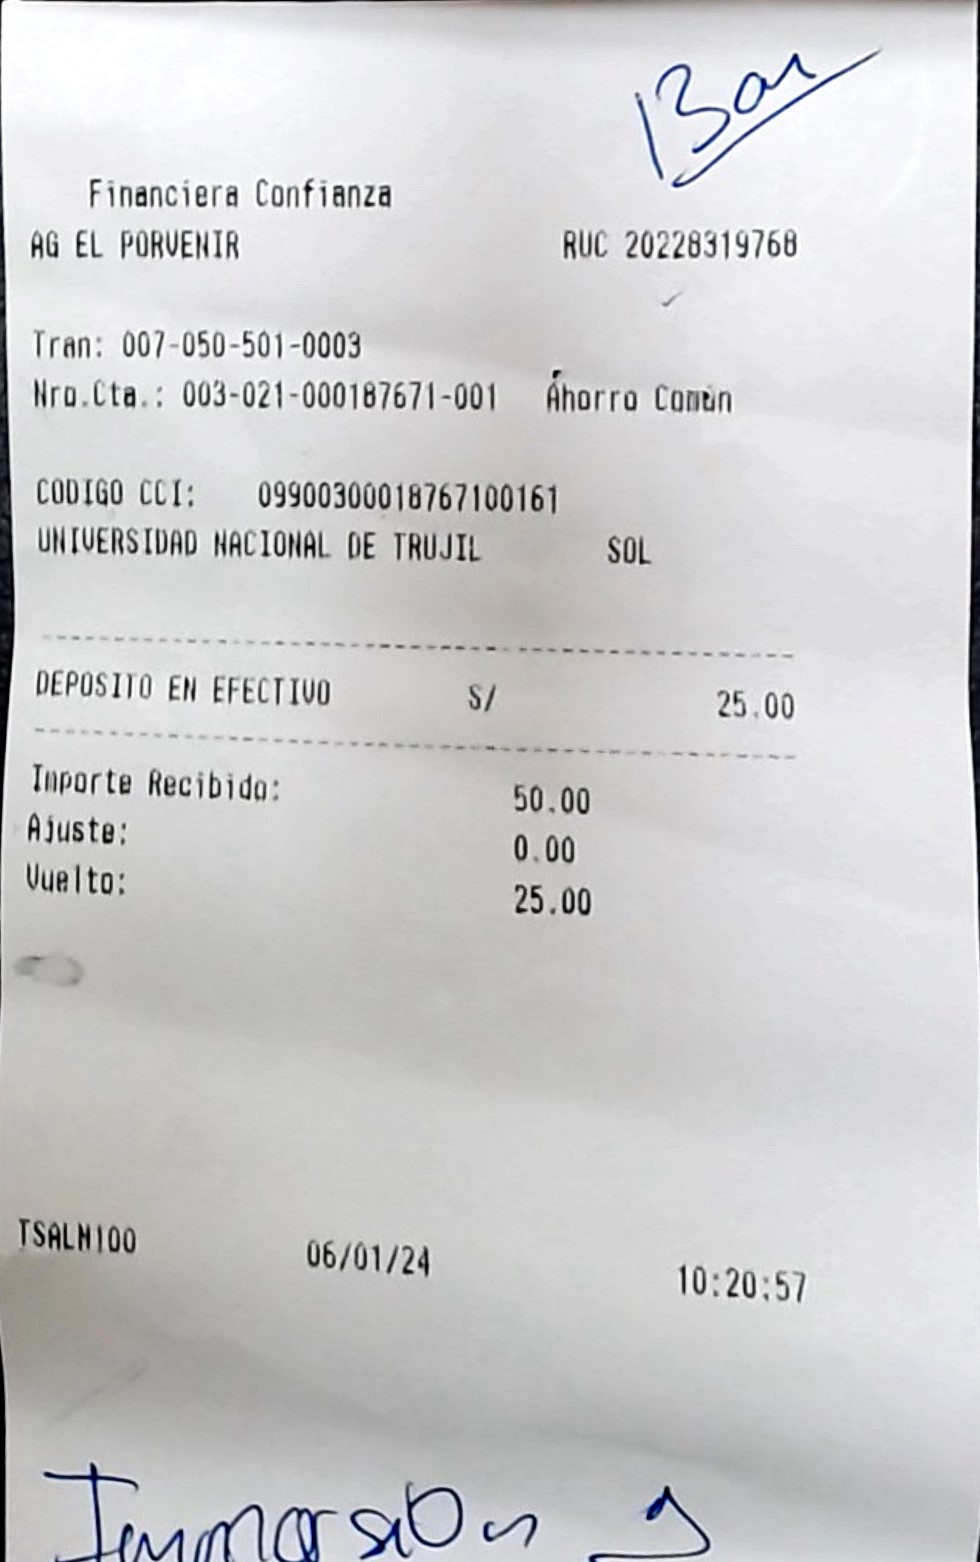 Bar
Financiera Confianza
AG EL PORVENIR RUC 20228319768
Tran: 007-050-501-0003
Nro.Cta.: 003-021-000187671-001 Ahorro Común
CODIGO CCI: 09900300018767100161
UNIVERSIDAD NACIONAL DE TRUJIL SOL
DEPOSITO EN EFECTIVO S/ 25.00
Importe Recibido: 50.00
Ajuste: 0.00
Vuelto: 25.00
TSALM100 06/01/24 10:20:57